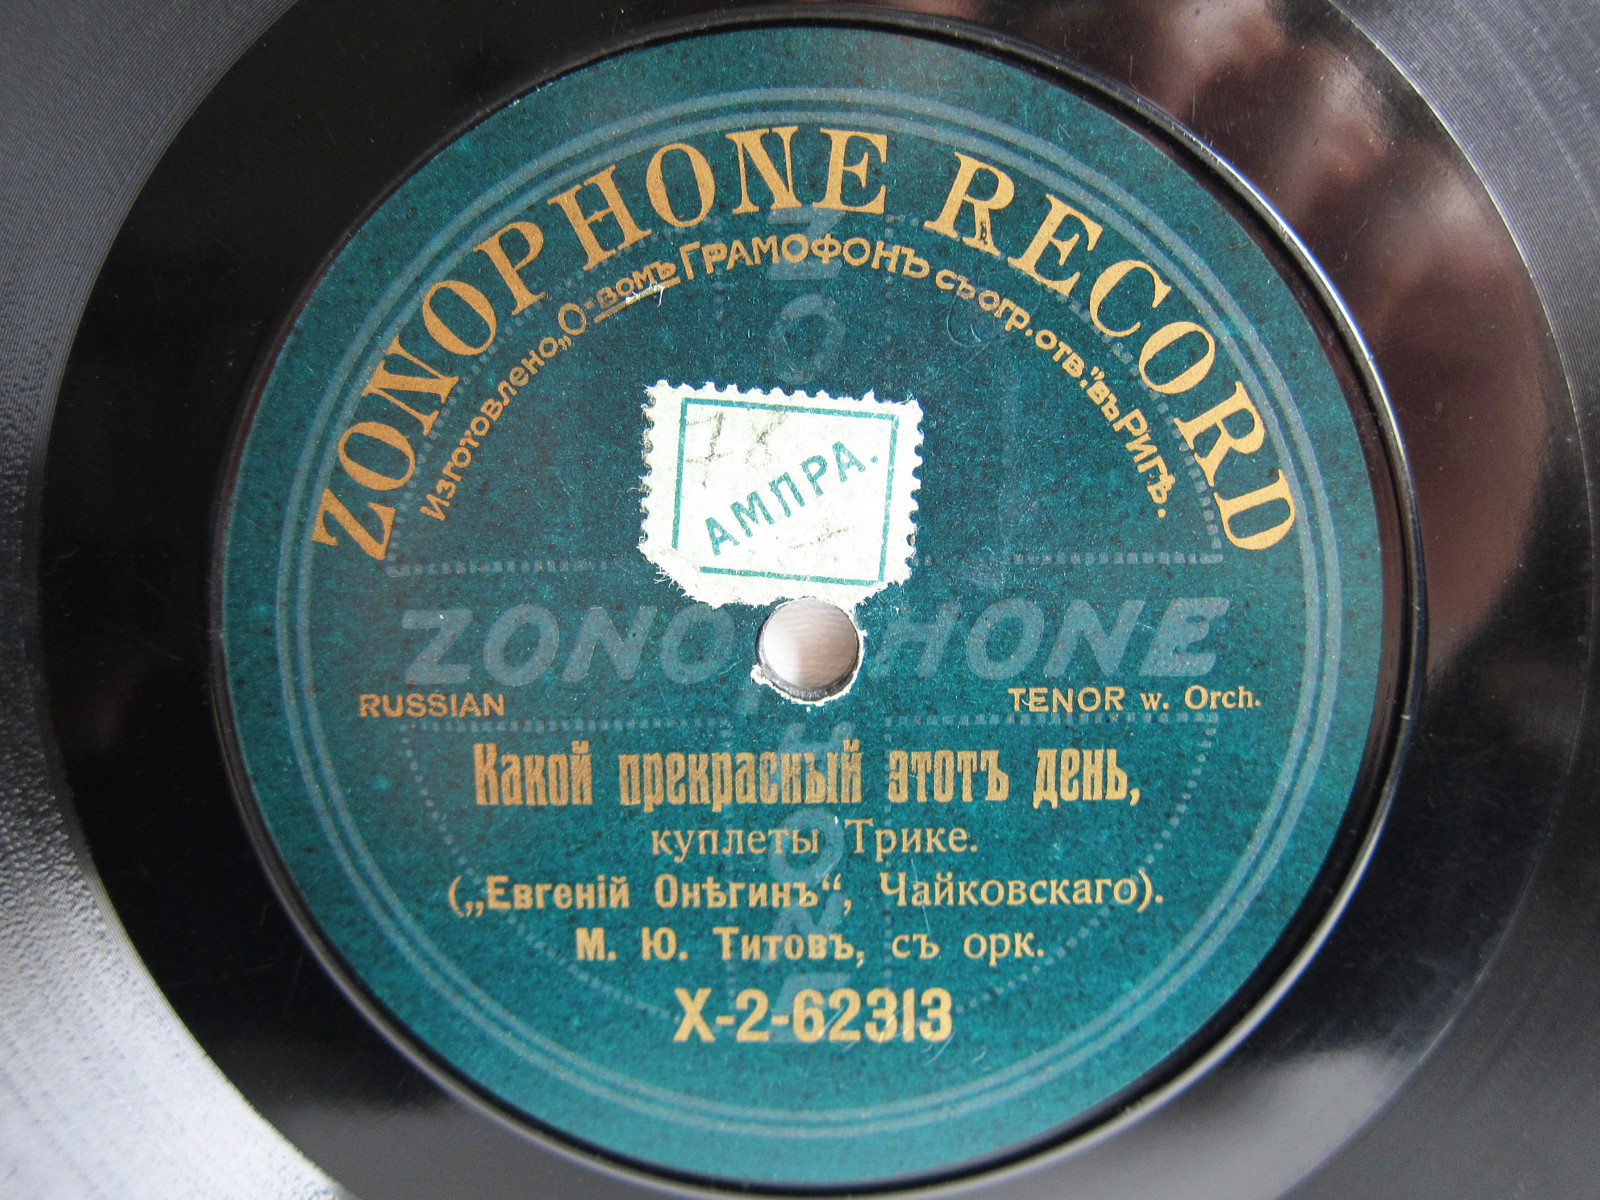 ZONOPHONE RECORD
Изготовлено „О-вомъ Грамофонъ съ огр. отв." въ Ригѣ.
78
АМПРА.
ZONOPHONE
RUSSIAN
TENOR w. Orch.
Какой прекрасный этотъ день,
куплеты Трике.
(„Евгеній Онѣгинъ“, Чайковскаго).
М. Ю. Титовъ, съ орк.
X-2-62313